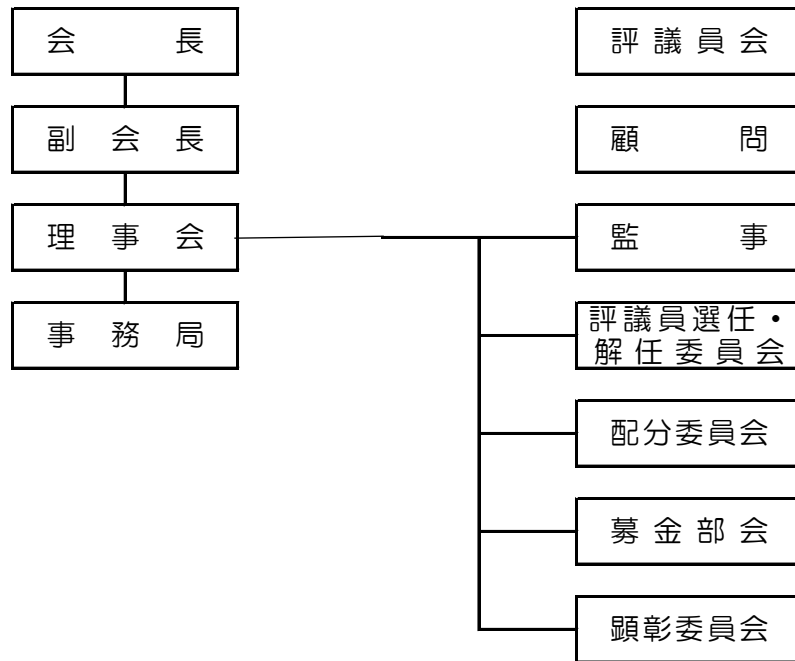 会長
副会長
理事会
事務局
評議員会
顧問
監事
評議員選任・
解任委員会
配分委員会
募金部会
顕彰委員会